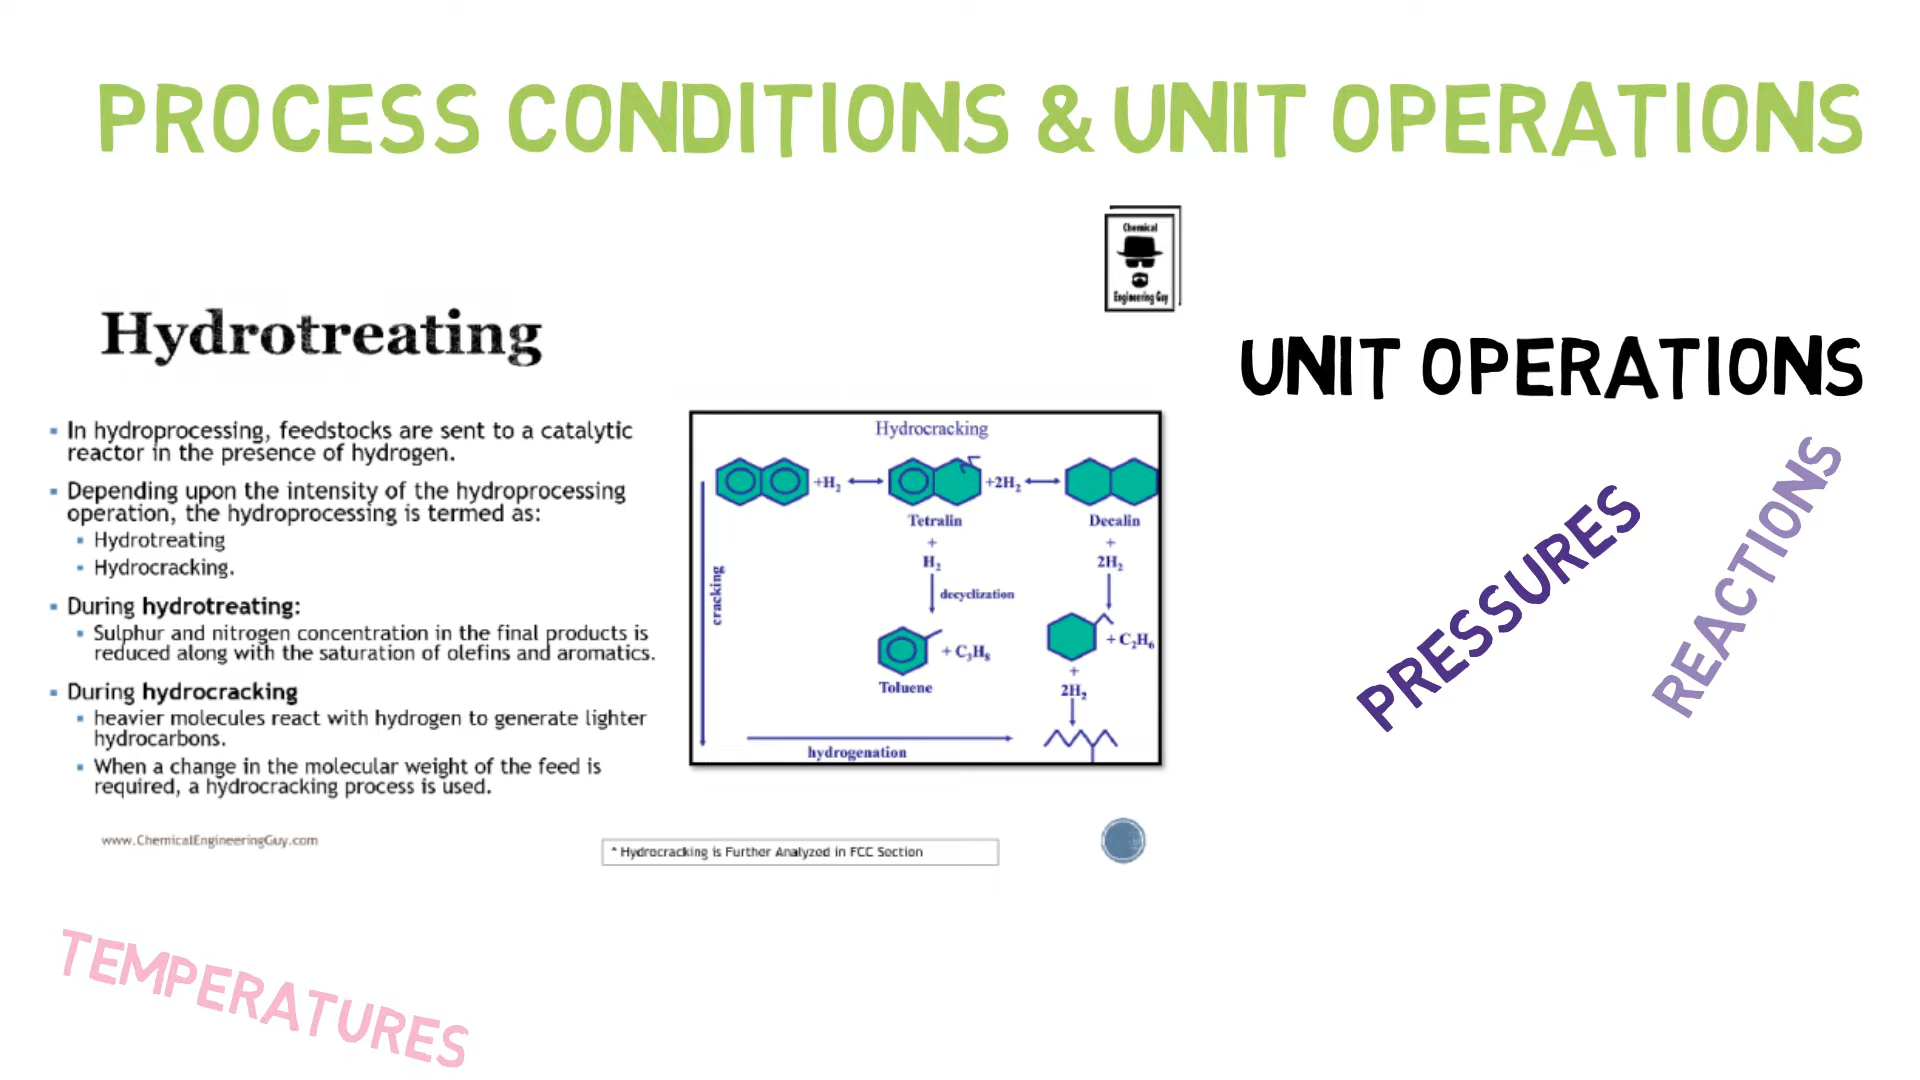 PROCESS CONDITIONS & UNIT OPERATIONS
Chemical
Engineering Guy
Hydrotreating
UNIT OPERATIONS
▪ In hydroprocessing, feedstocks are sent to a catalytic
reactor in the presence of hydrogen.
▪ Depending upon the intensity of the hydroprocessing
operation, the hydroprocessing is termed as:
▪ Hydrotreating
▪ Hydrocracking.
▪ During hydrotreating:
▪ Sulphur and nitrogen concentration in the final products is
reduced along with the saturation of olefins and aromatics.
▪ During hydrocracking
▪ heavier molecules react with hydrogen to generate lighter
hydrocarbons.
▪ When a change in the molecular weight of the feed is
required, a hydrocracking process is used.
Hydrocracking
+H₂ +2H₂
Tetralin Decalin
+ +
H₂ 2H₂
cracking
decyclization
+ C₃H₈ + C₂H₆
Toluene
+
2H₂
hydrogenation
PRESSURES
REACTIONS
www.ChemicalEngineeringGuy.com
* Hydrocracking is Further Analyzed in FCC Section
TEMPERATURES